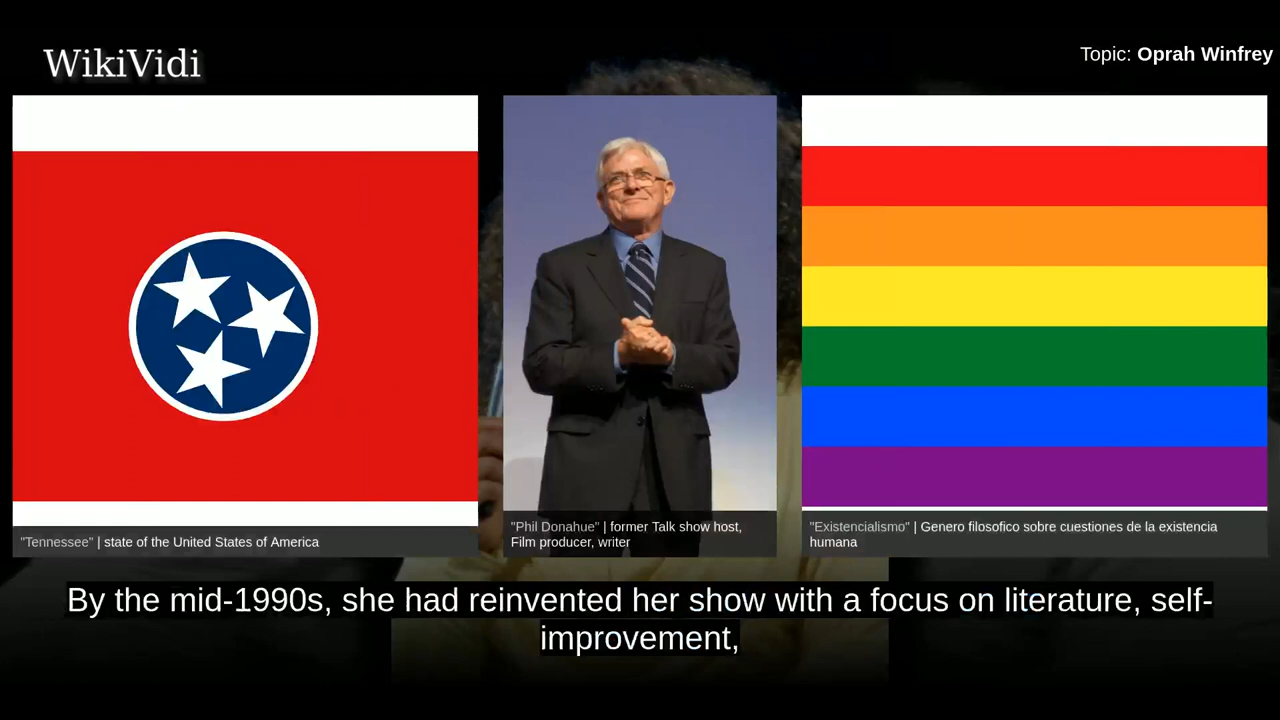 WikiVidi
Topic: Oprah Winfrey
"Tennessee" | state of the United States of America
"Phil Donahue" | former Talk show host,
Film producer, writer
"Existencialismo" | Genero filosofico sobre cuestiones de la existencia
humana
By the mid-1990s, she had reinvented her show with a focus on literature, self-
improvement,